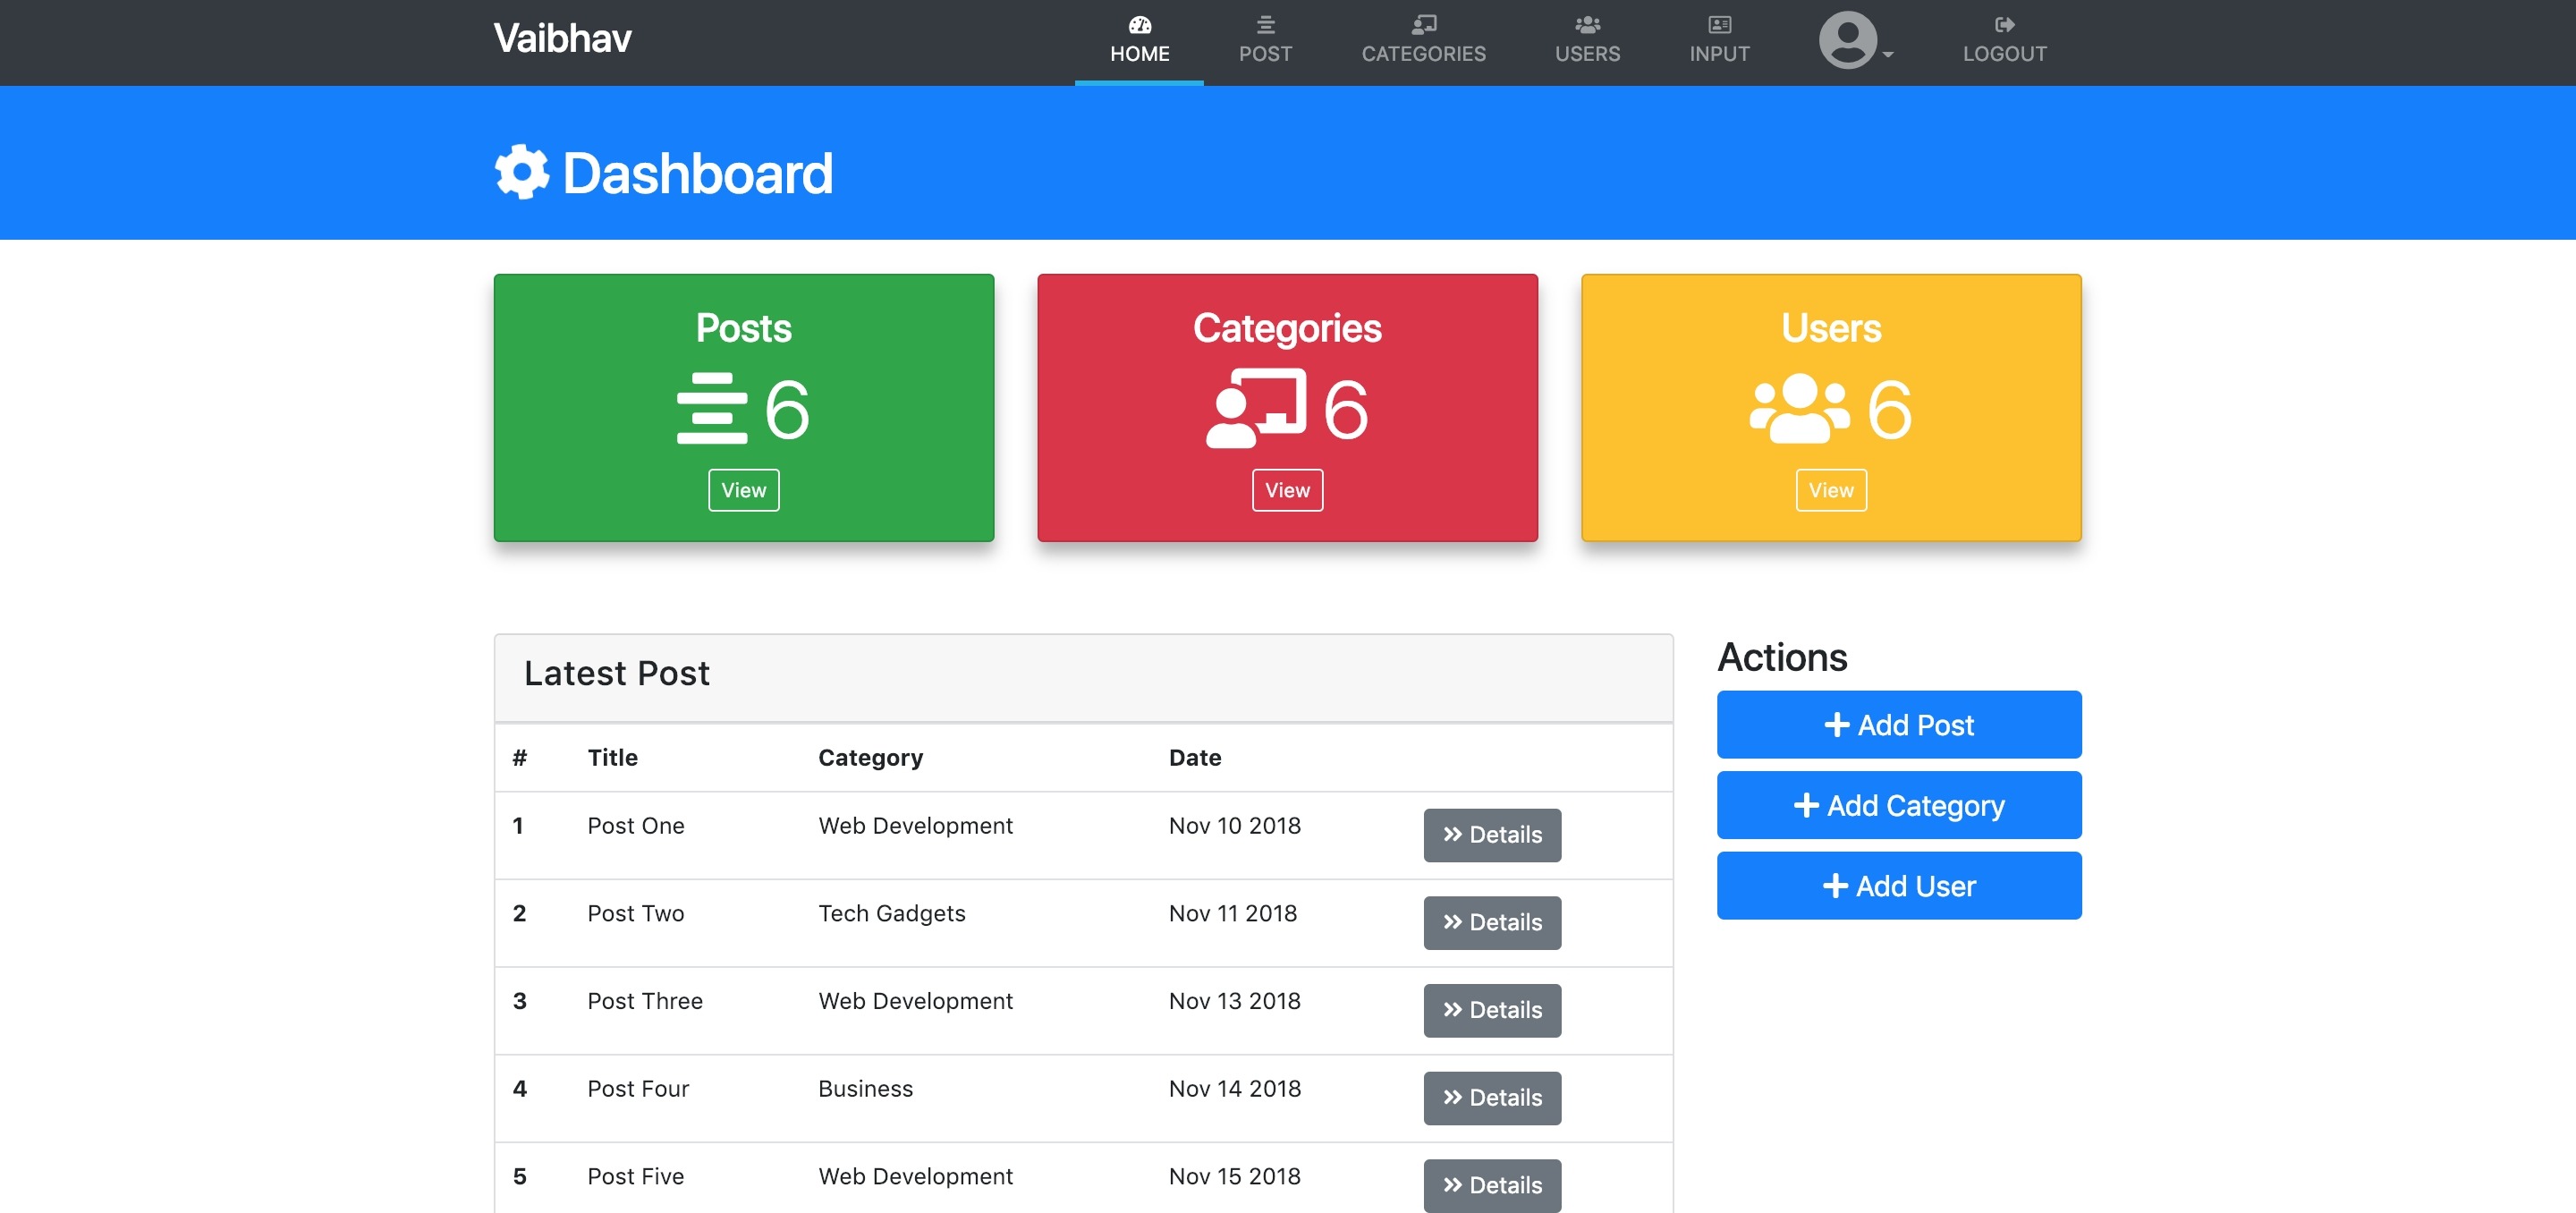 Vaibhav
HOME POST CATEGORIES USERS INPUT LOGOUT
Dashboard
Posts
6
View
Categories
6
View
Users
6
View
Latest Post
# Title Category Date
1 Post One Web Development Nov 10 2018 Details
2 Post Two Tech Gadgets Nov 11 2018 Details
3 Post Three Web Development Nov 13 2018 Details
4 Post Four Business Nov 14 2018 Details
5 Post Five Web Development Nov 15 2018 Details
Actions
Add Post
Add Category
Add User